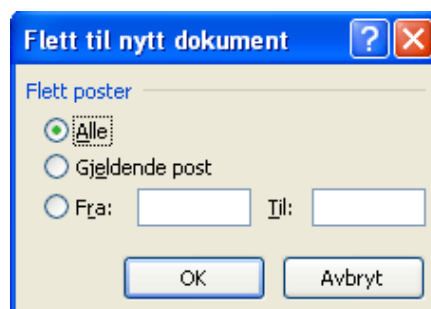 Flett til nytt dokument ?
Flett poster
Alle
Gjeldende post
Fra: Til:
OK Avbryt